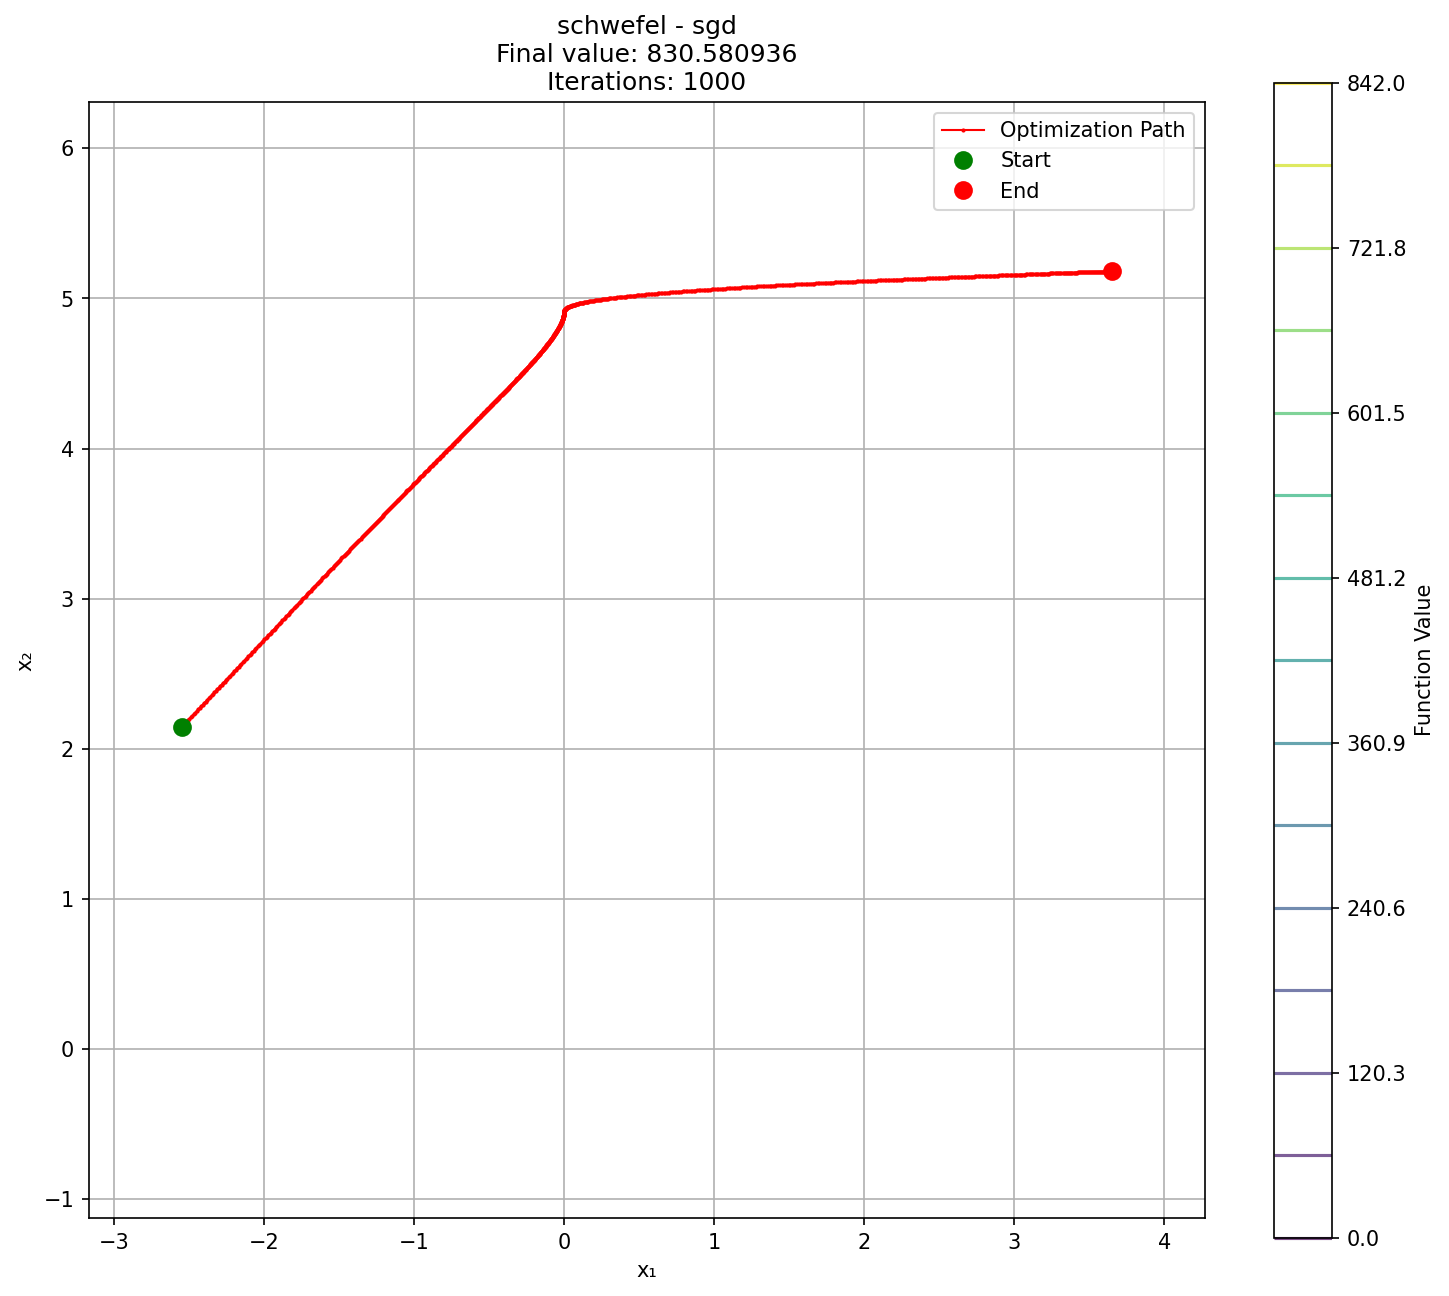 schwefel - sgd
Final value: 830.580936
Iterations: 1000
Optimization Path
Start
End
6
5
4
3
2
1
0
−1
x₂
−3
−2
−1
0
1
2
3
4
x₁
842.0
721.8
601.5
481.2
360.9
240.6
120.3
0.0
Function Value